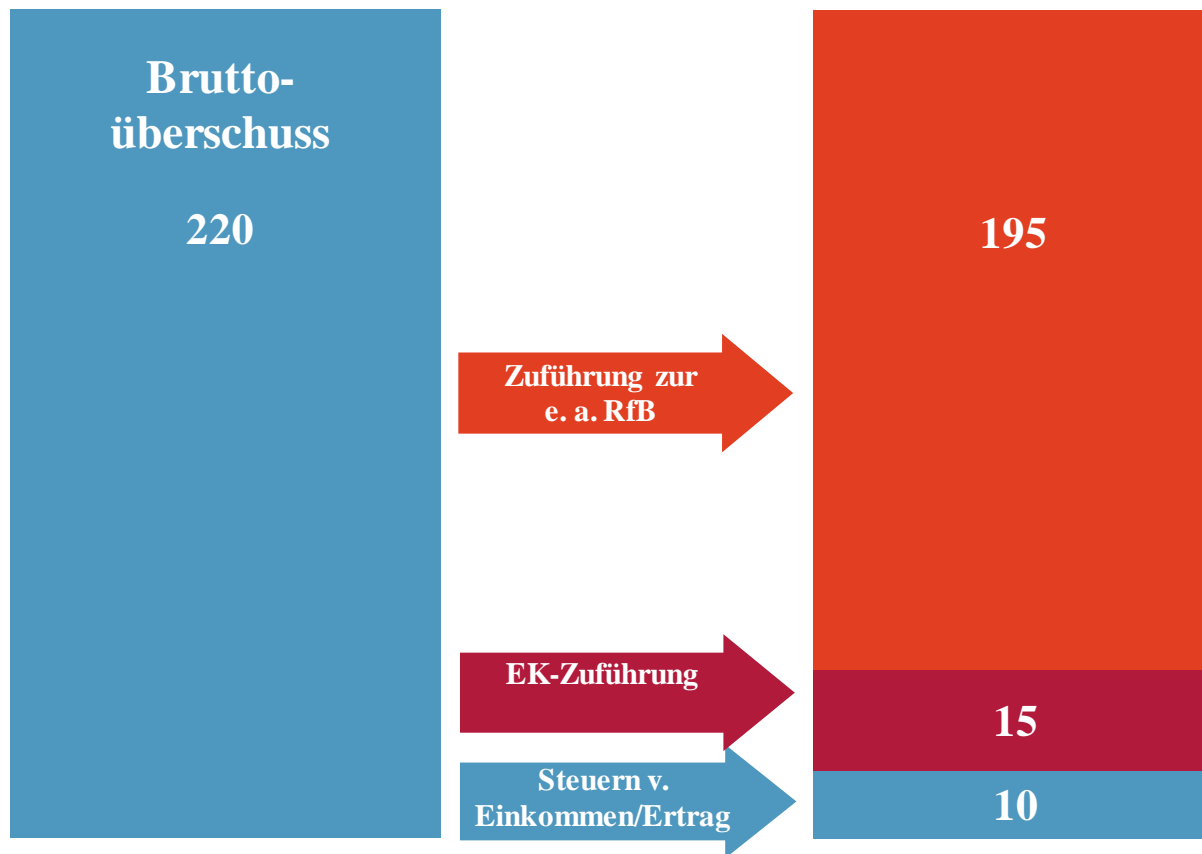 Brutto-
überschuss
220
195
Zuführung zur
e. a. RfB
EK-Zuführung
15
Steuern v.
Einkommen/Ertrag
10